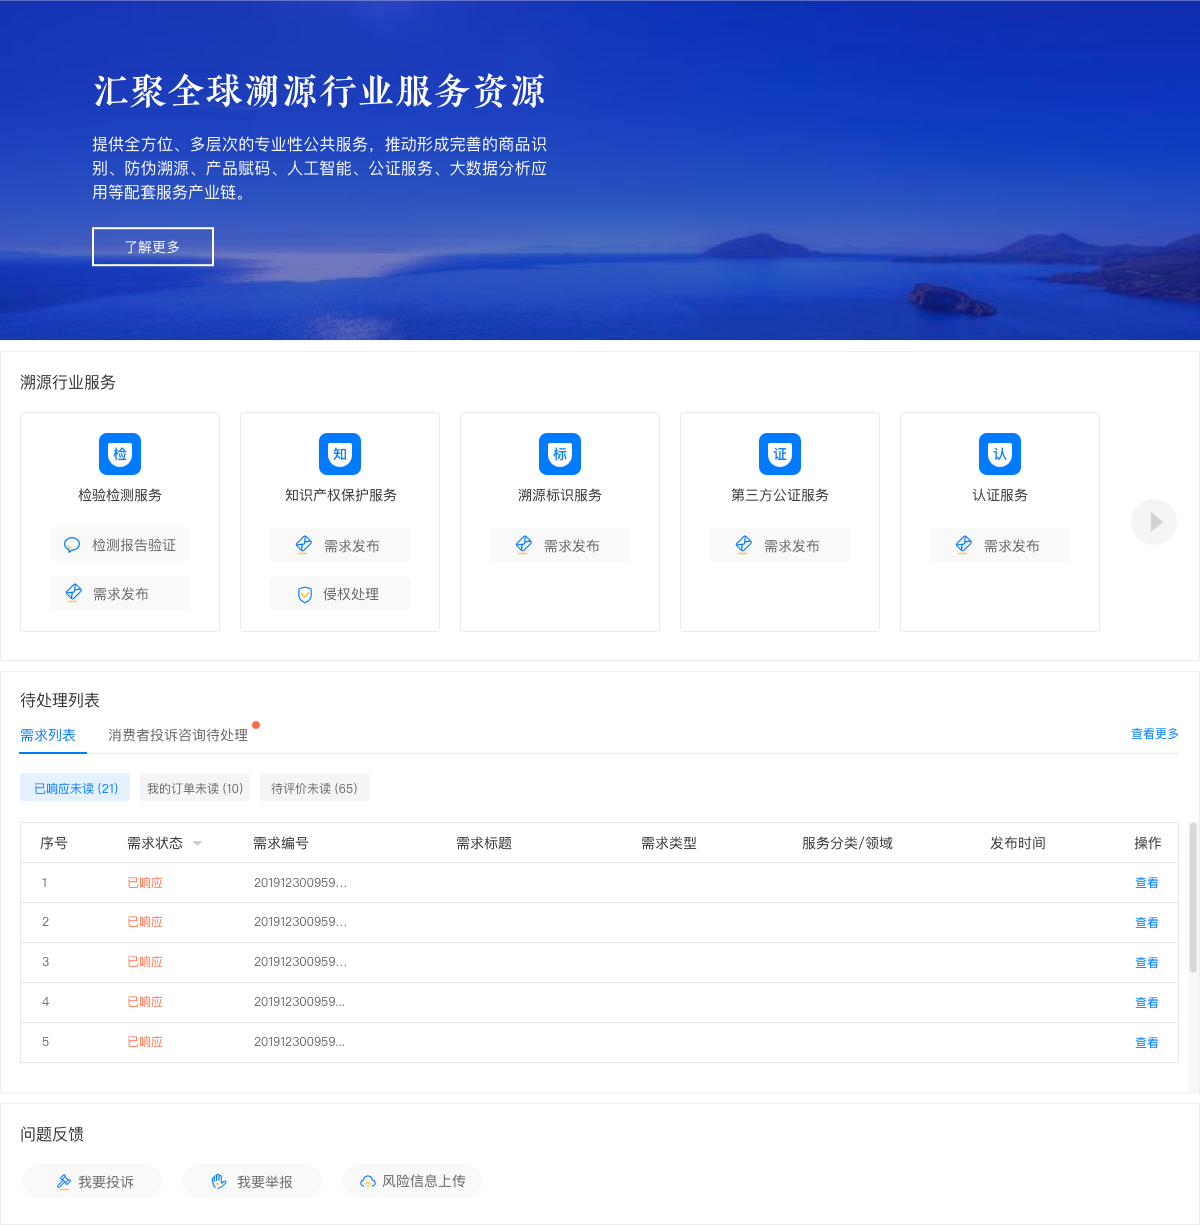 汇聚全球溯源行业服务资源
提供全方位、多层次的专业性公共服务，推动形成完善的商品识
别、防伪溯源、产品赋码、人工智能、公证服务、大数据分析应
用等配套服务产业链。
了解更多
溯源行业服务
检 知 标 证 认
检验检测服务 知识产权保护服务 溯源标识服务 第三方公证服务 认证服务
检测报告验证 需求发布 需求发布 需求发布 需求发布
需求发布 侵权处理
待处理列表
需求列表 消费者投诉咨询待处理 查看更多
已响应未读 (21) 我的订单未读 (10) 待评价未读 (65)
序号 需求状态 需求编号 需求标题 需求类型 服务分类/领域 发布时间 操作
1 已响应 201912300959... 查看
2 已响应 201912300959... 查看
3 已响应 201912300959... 查看
4 已响应 201912300959... 查看
5 已响应 201912300959... 查看
问题反馈
我要投诉 我要举报 风险信息上传